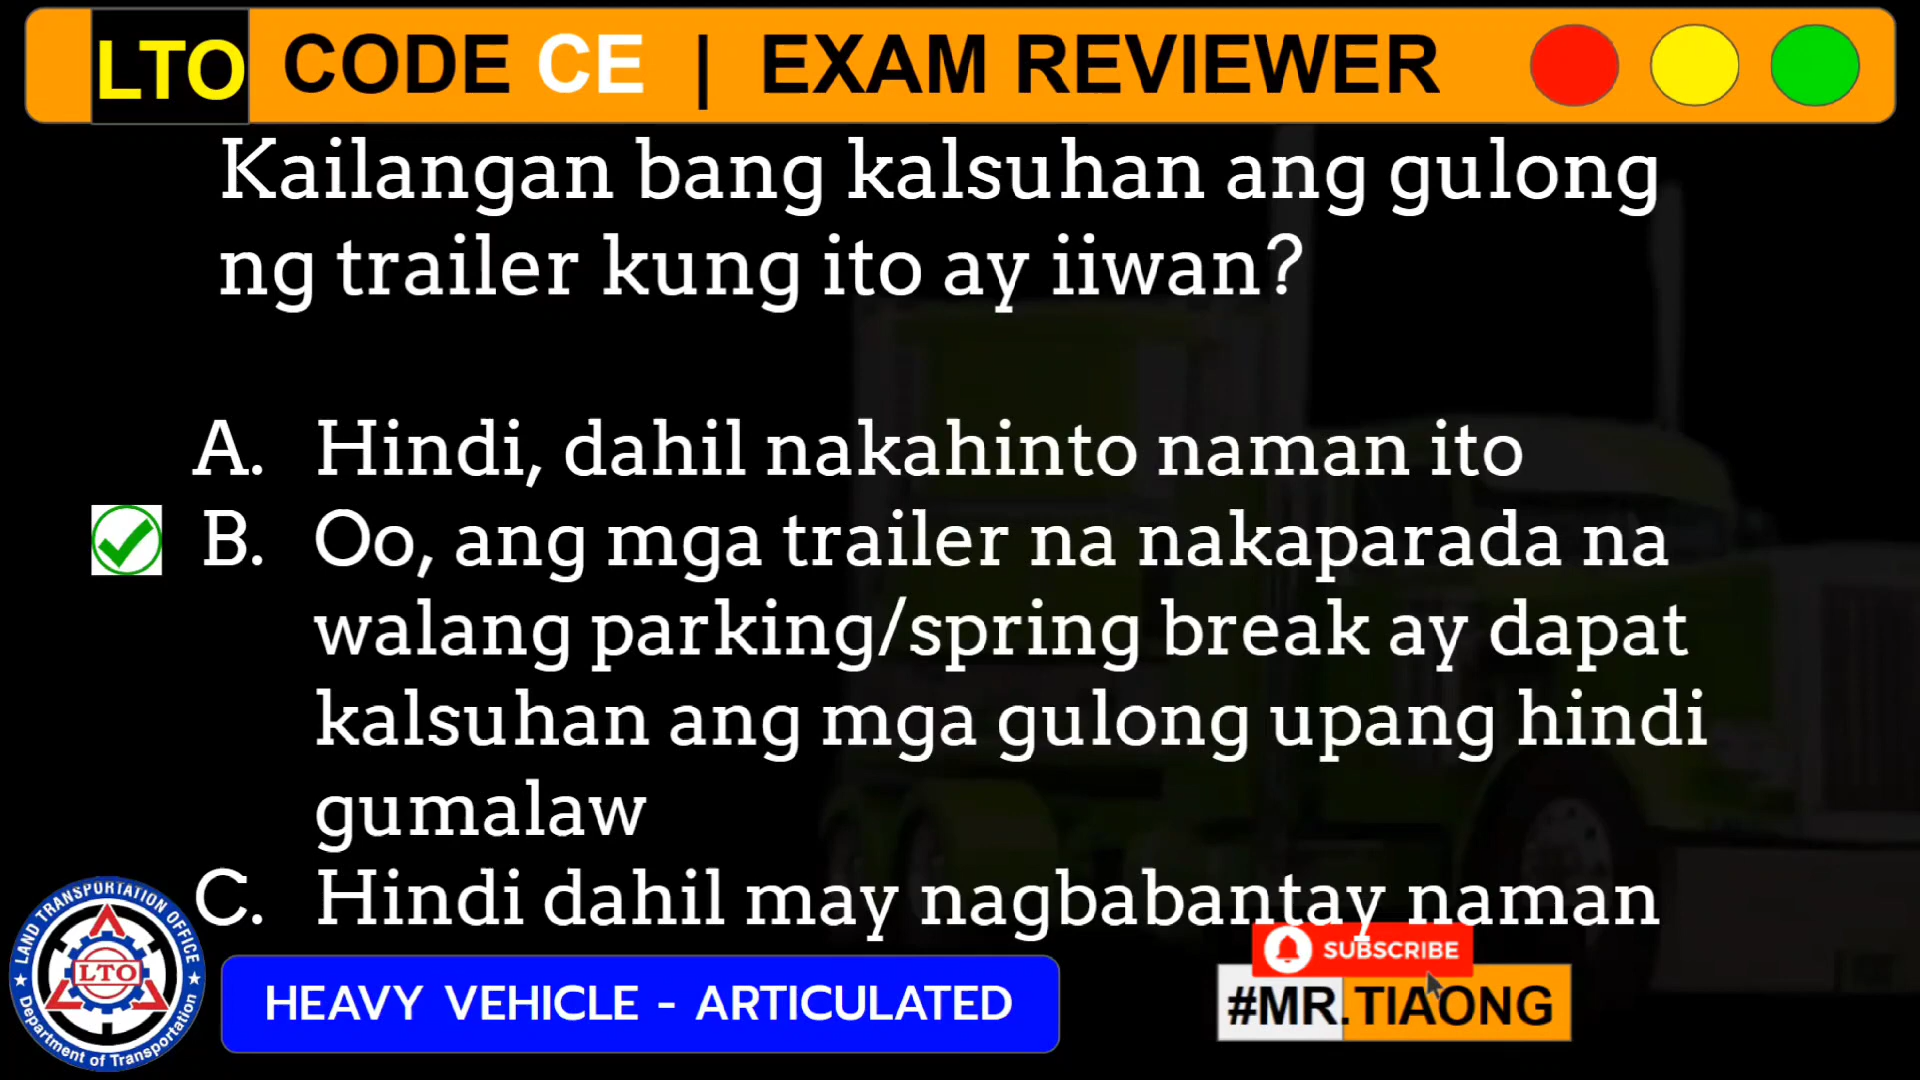 LTO CODE CE | EXAM REVIEWER
Kailangan bang kalsuhan ang gulong
ng trailer kung ito ay iiwan?
A. Hindi, dahil nakahinto naman ito
B. Oo, ang mga trailer na nakaparada na
walang parking/spring break ay dapat
kalsuhan ang mga gulong upang hindi
gumalaw
C. Hindi dahil may nagbabantay naman
LAND TRANSPORTATION OFFICE
LTO
Department of Transportation
HEAVY VEHICLE - ARTICULATED
SUBSCRIBE
#MR.TIAONG